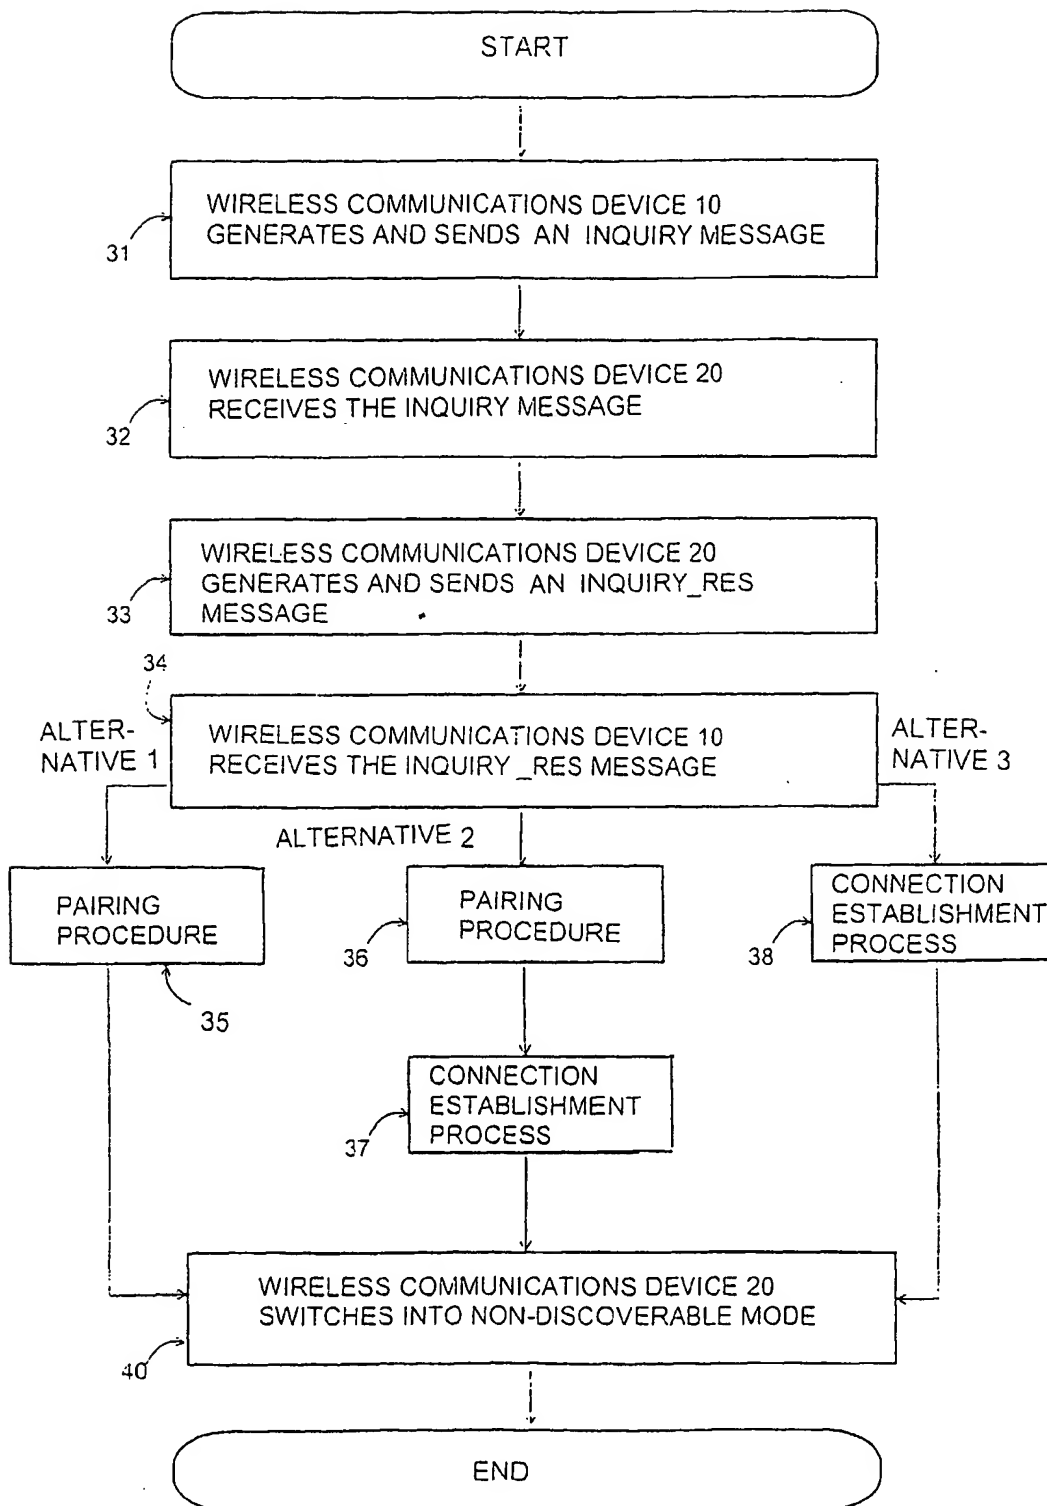 START
WIRELESS COMMUNICATIONS DEVICE 10
GENERATES AND SENDS AN INQUIRY MESSAGE
31
WIRELESS COMMUNICATIONS DEVICE 20
RECEIVES THE INQUIRY MESSAGE
32
WIRELESS COMMUNICATIONS DEVICE 20
GENERATES AND SENDS AN INQUIRY_RES
MESSAGE
33
34
WIRELESS COMMUNICATIONS DEVICE 10
RECEIVES THE INQUIRY_RES MESSAGE
ALTER-
NATIVE 1
ALTERNATIVE 2
ALTER-
NATIVE 3
PAIRING
PROCEDURE
35
PAIRING
PROCEDURE
36
CONNECTION
ESTABLISHMENT
PROCESS
38
CONNECTION
ESTABLISHMENT
PROCESS
37
WIRELESS COMMUNICATIONS DEVICE 20
SWITCHES INTO NON-DISCOVERABLE MODE
40
END